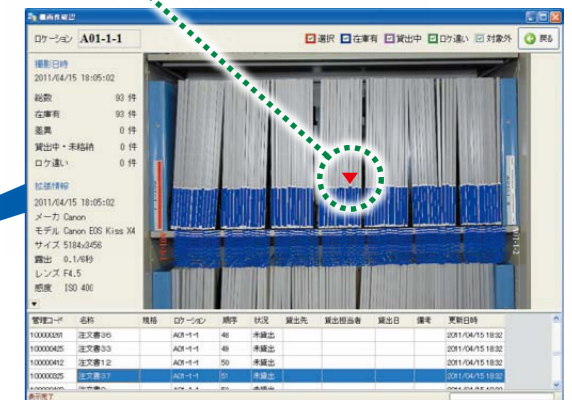 棚画像確認
ロケーション A01-1-1 選択 在庫有 貸出中 ロケ違い 対象外 戻る
撮影日時
2011/04/15 18:05:02
総数 93 件
在庫有 93 件
差異 0 件
貸出中・未格納 0 件
ロケ違い 0 件
拡張情報
2011/04/15 18:05:02
メーカ Canon
モデル Canon EOS Kiss X4
サイズ 5184x3456
露出 0.1/6秒
レンズ F4.5
感度 ISO 400
管理コード 名称 規格 ロケーション 順序 状況 貸出先 貸出担当者 貸出日 備考 更新日時
注文書36 A01-1-1 48 未貸出 2011/04/15 18:32
100000425 注文書33 A01-1-1 49 未貸出 2011/04/15 18:32
100000412 注文書12 A01-1-1 50 未貸出 2011/04/15 18:32
100000325 注文書37 A01-1-1 51 未貸出 2011/04/15 18:32
表示完了